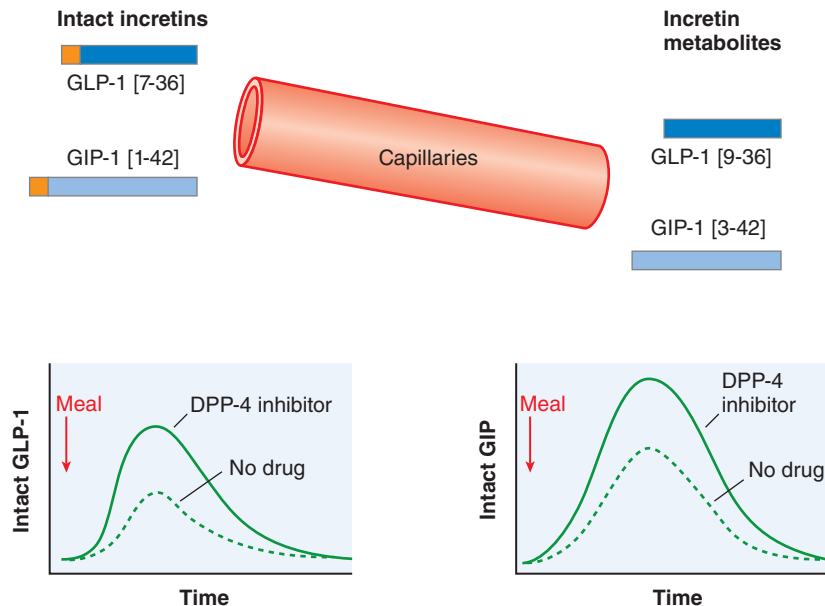 Intact incretins
Incretin
metabolites
GLP-1 [7-36]
GIP-1 [1-42]
Capillaries
GLP-1 [9-36]
GIP-1 [3-42]
Intact GLP-1
Meal
DPP-4 inhibitor
No drug
Time
Intact GIP
Meal
DPP-4
inhibitor
No drug
Time